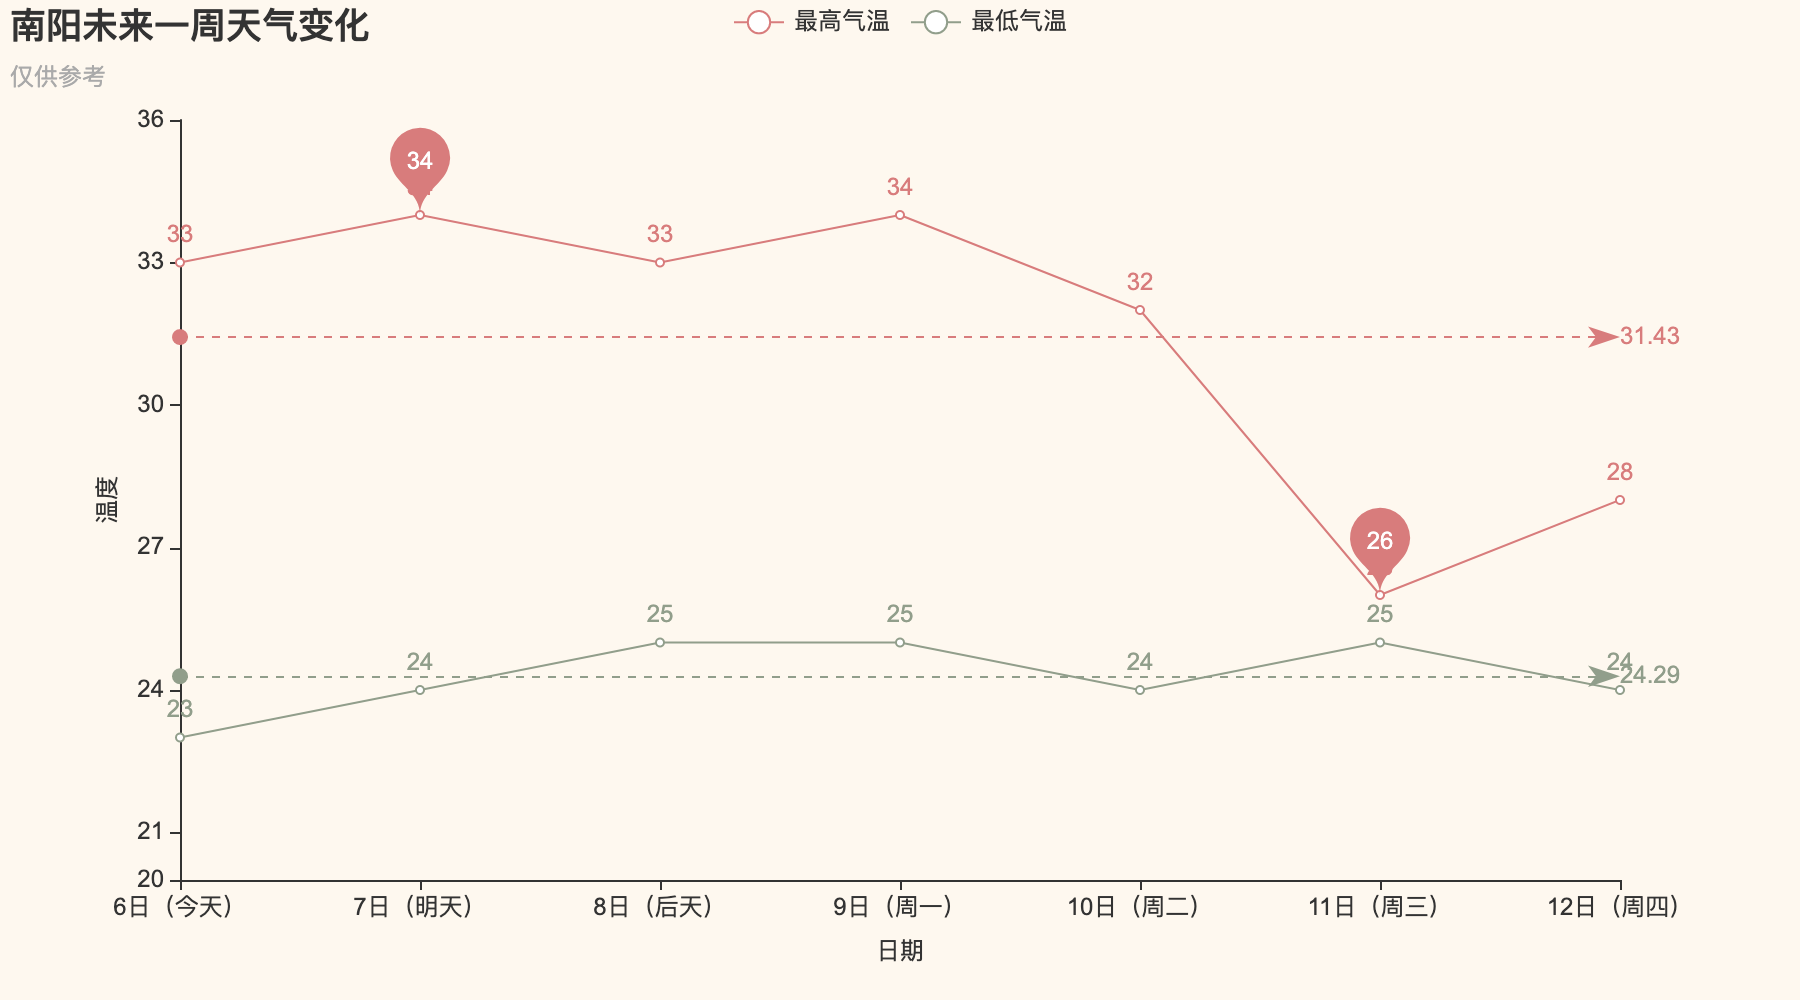 南阳未来一周天气变化
仅供参考
最高气温
最低气温
36
33
30
27
24
21
20
温度
33
34
33
34
32
26
28
31.43
23
24
25
25
24
25
24
24.29
6日（今天）
7日（明天）
8日（后天）
9日（周一）
10日（周二）
11日（周三）
12日（周四）
日期